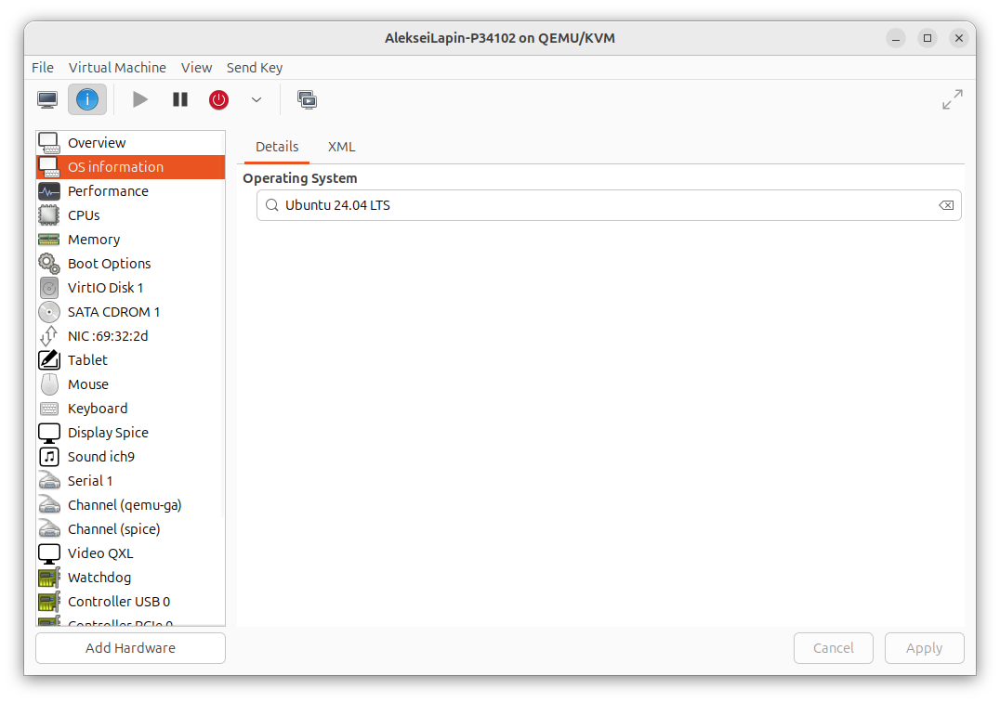 AlekseiLapin-P34102 on QEMU/KVM
File Virtual Machine View Send Key
Overview
OS information
Performance
CPUs
Memory
Boot Options
VirtIO Disk 1
SATA CDROM 1
NIC :69:32:2d
Tablet
Mouse
Keyboard
Display Spice
Sound ich9
Serial 1
Channel (qemu-ga)
Channel (spice)
Video QXL
Watchdog
Controller USB 0
Controller PCIe 0
Add Hardware
Details XML
Operating System
Ubuntu 24.04 LTS
Cancel Apply